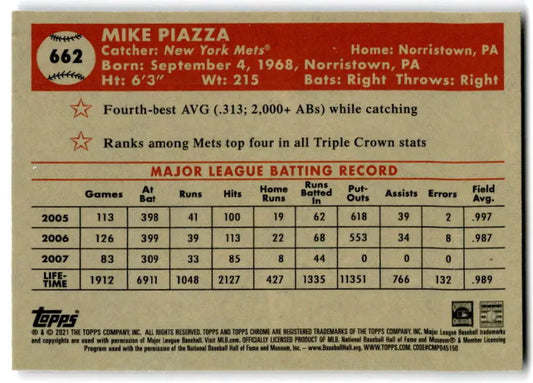 662
MIKE PIAZZA
Catcher: New York Mets® Home: Norristown, PA
Born: September 4, 1968, Norristown, PA
Ht: 6'3" Wt: 215 Bats: Right Throws: Right
Fourth-best AVG (.313; 2,000+ ABs) while catching
Ranks among Mets top four in all Triple Crown stats
MAJOR LEAGUE BATTING RECORD
Games At Bat Runs Hits Home Runs Runs Batted In Put-Outs Assists Errors Field Avg.
2005 113 398 41 100 19 62 618 39 2 .997
2006 126 399 39 113 22 68 553 34 8 .987
2007 83 309 33 85 8 44 0 0 0
LIFE-TIME 1912 6911 1048 2127 427 1335 11351 766 132 .989
Topps
® & © 2021 THE TOPPS COMPANY, INC. ALL RIGHTS RESERVED. TOPPS AND TOPPS CHROME ARE REGISTERED TRADEMARKS OF THE TOPPS COMPANY, INC. Major League Baseball trademarks
and copyrights are used with permission of Major League Baseball. Visit MLB.com. OFFICIALLY LICENSED PRODUCT OF MLB. National Baseball Hall of Fame and Museum ® & Member Licensing
Program used with the permission of the National Baseball Hall of Fame and Museum, Inc. – www.BaseballHall.org. WWW.TOPPS.COM. CODE#CMP045150